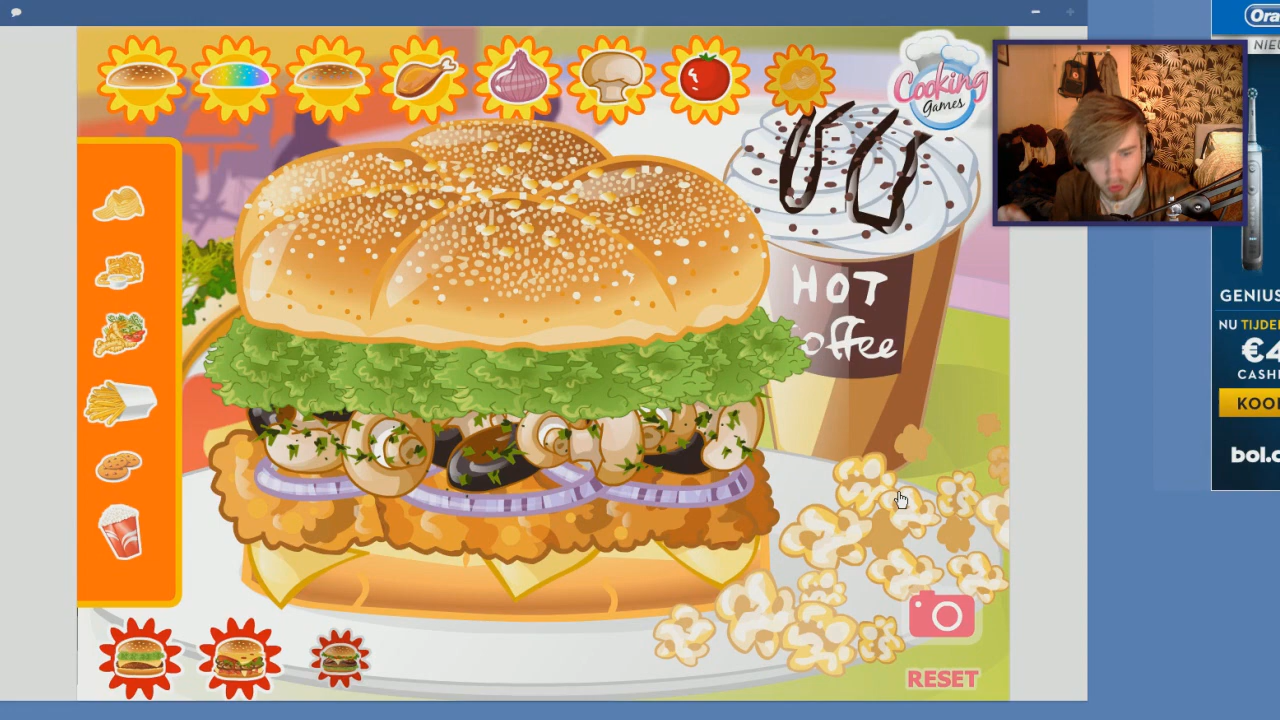 Cooking
Games
HOT
offee
RESET
Ora
NIEU
GENIUS
NU TIJDE
€4
CASH
KOO
bol.c